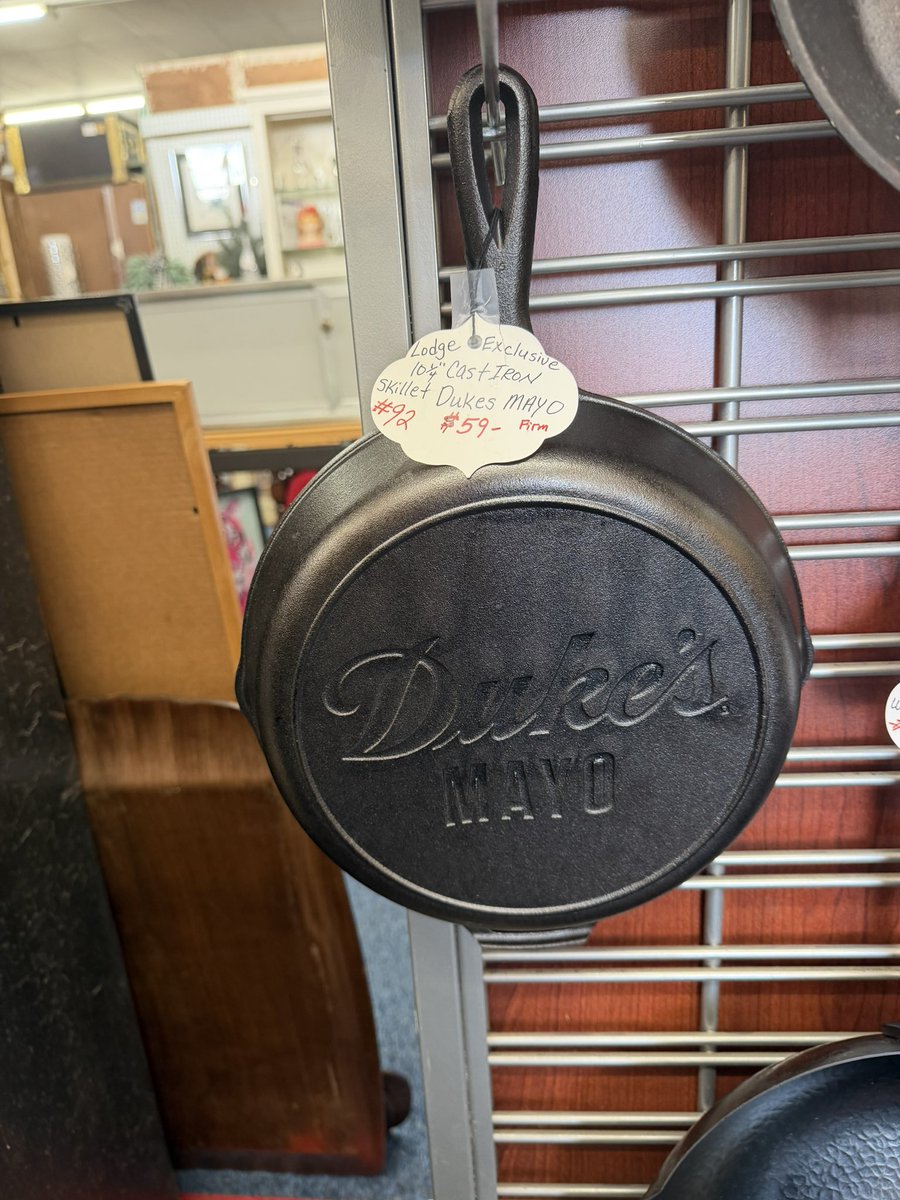 Lodge Exclusive
10¼" Cast IRON
Skillet Dukes MAYO
#92 $59- Firm
Duke's
MAYO